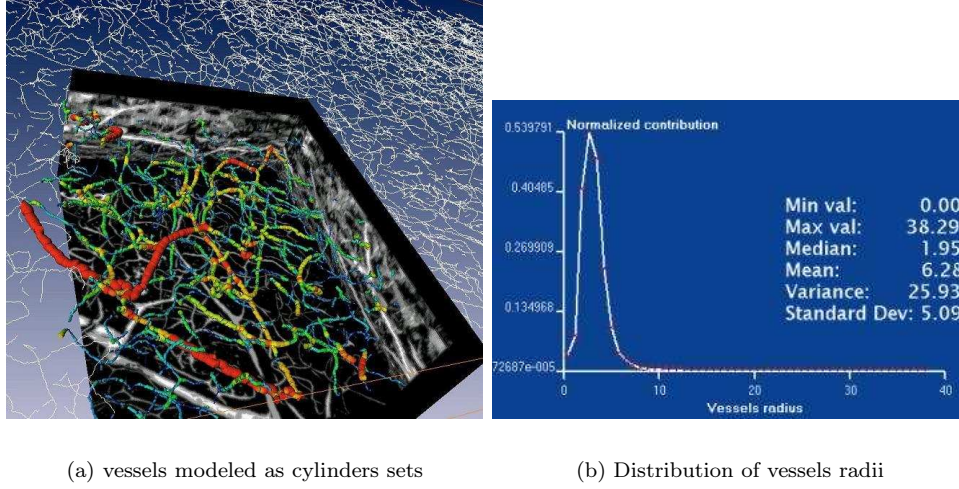 0.539791
Normalized contribution
0.40485
0.269909
0.134968
72687e-005
Min val: 0.00
Max val: 38.29
Median: 1.95
Mean: 6.28
Variance: 25.93
Standard Dev: 5.09
0 10 20 30 40
Vessels radius
(a) vessels modeled as cylinders sets
(b) Distribution of vessels radii